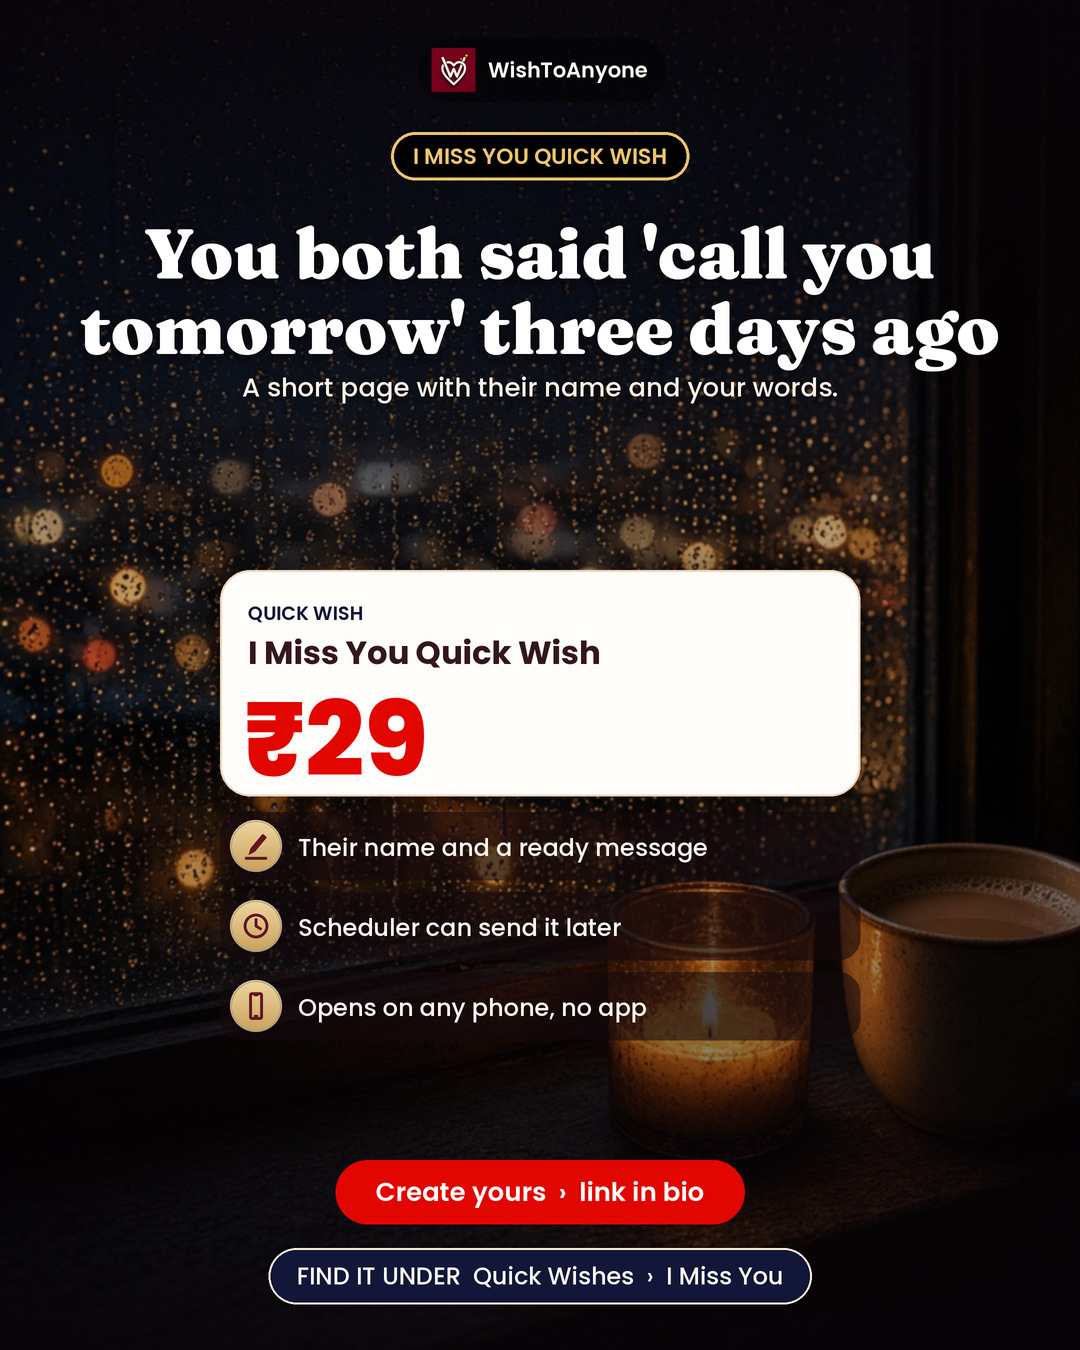 WishToAnyone
I MISS YOU QUICK WISH
You both said 'call you
tomorrow' three days ago
A short page with their name and your words.
QUICK WISH
I Miss You Quick Wish
₹29
Their name and a ready message
Scheduler can send it later
Opens on any phone, no app
Create yours › link in bio
FIND IT UNDER Quick Wishes › I Miss You